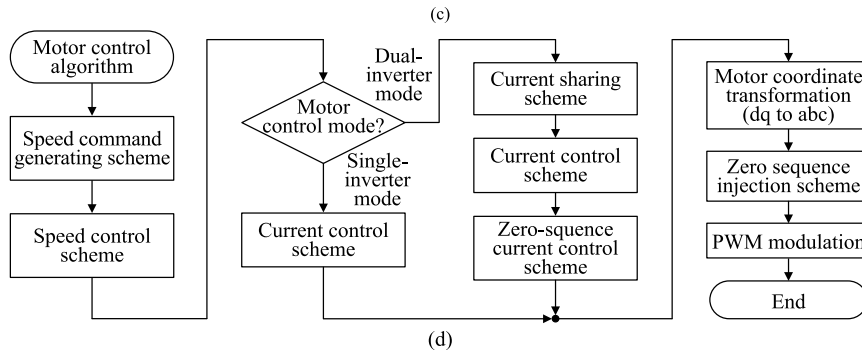 (c)
Motor control
algorithm
Speed command
generating scheme
Speed control
scheme
Motor
control mode?
Dual-
inverter
mode
Single-
inverter
mode
Current control
scheme
Current sharing
scheme
Current control
scheme
Zero-squence
current control
scheme
Motor coordinate
transformation
(dq to abc)
Zero sequence
injection scheme
PWM modulation
End
(d)